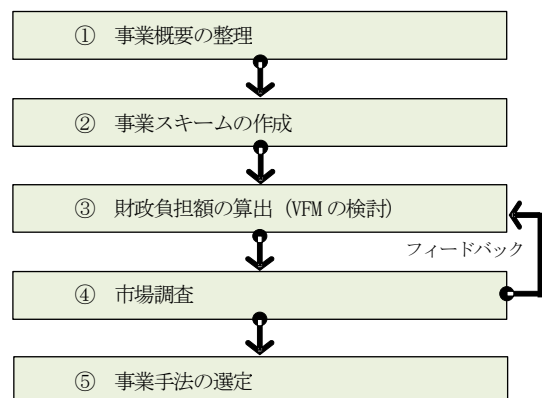 ① 事業概要の整理
② 事業スキームの作成
③ 財政負担額の算出（VFM の検討）
フィードバック
④ 市場調査
⑤ 事業手法の選定